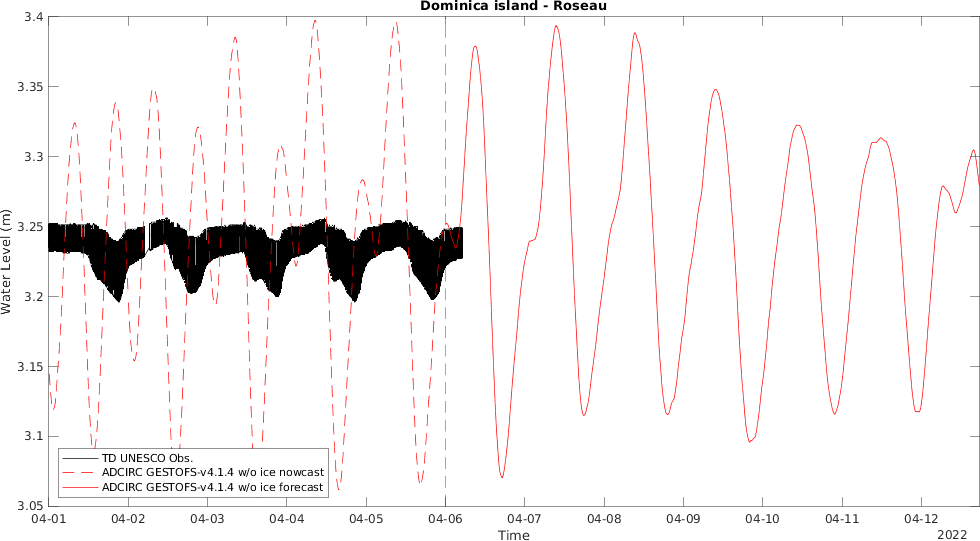 Dominica island - Roseau
Water Level (m)
3.4
3.35
3.3
3.25
3.2
3.15
3.1
3.05
TD UNESCO Obs.
ADCIRC GESTOFS-v4.1.4 w/o ice nowcast
ADCIRC GESTOFS-v4.1.4 w/o ice forecast
04-01 04-02 04-03 04-04 04-05 04-06 04-07 04-08 04-09 04-10 04-11 04-12
Time
2022